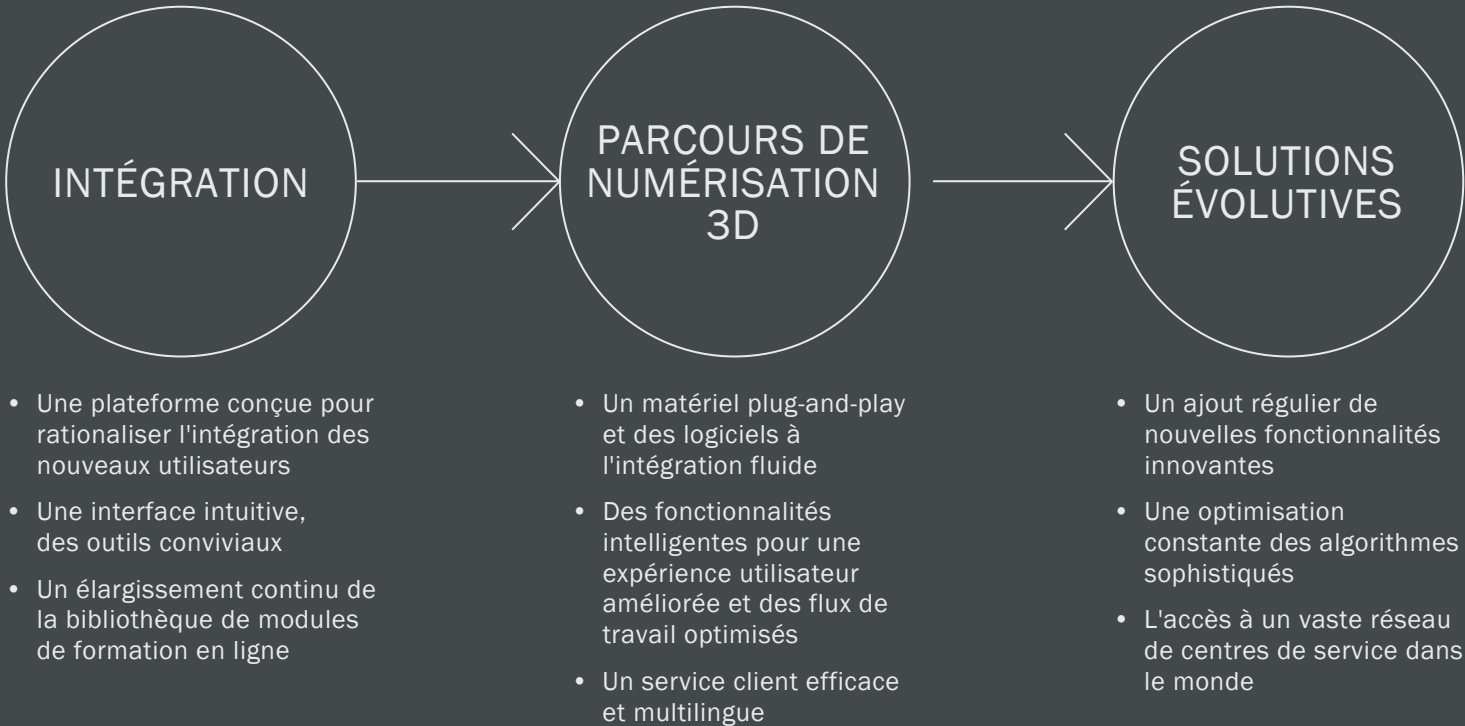 INTÉGRATION
• Une plateforme conçue pour
rationaliser l'intégration des
nouveaux utilisateurs
• Une interface intuitive,
des outils conviviaux
• Un élargissement continu de
la bibliothèque de modules
de formation en ligne
PARCOURS DE
NUMÉRISATION
3D
• Un matériel plug-and-play
et des logiciels à
l'intégration fluide
• Des fonctionnalités
intelligentes pour une
expérience utilisateur
améliorée et des flux de
travail optimisés
• Un service client efficace
et multilingue
SOLUTIONS
ÉVOLUTIVES
• Un ajout régulier de
nouvelles fonctionnalités
innovantes
• Une optimisation
constante des algorithmes
sophistiqués
• L'accès à un vaste réseau
de centres de service dans
le monde